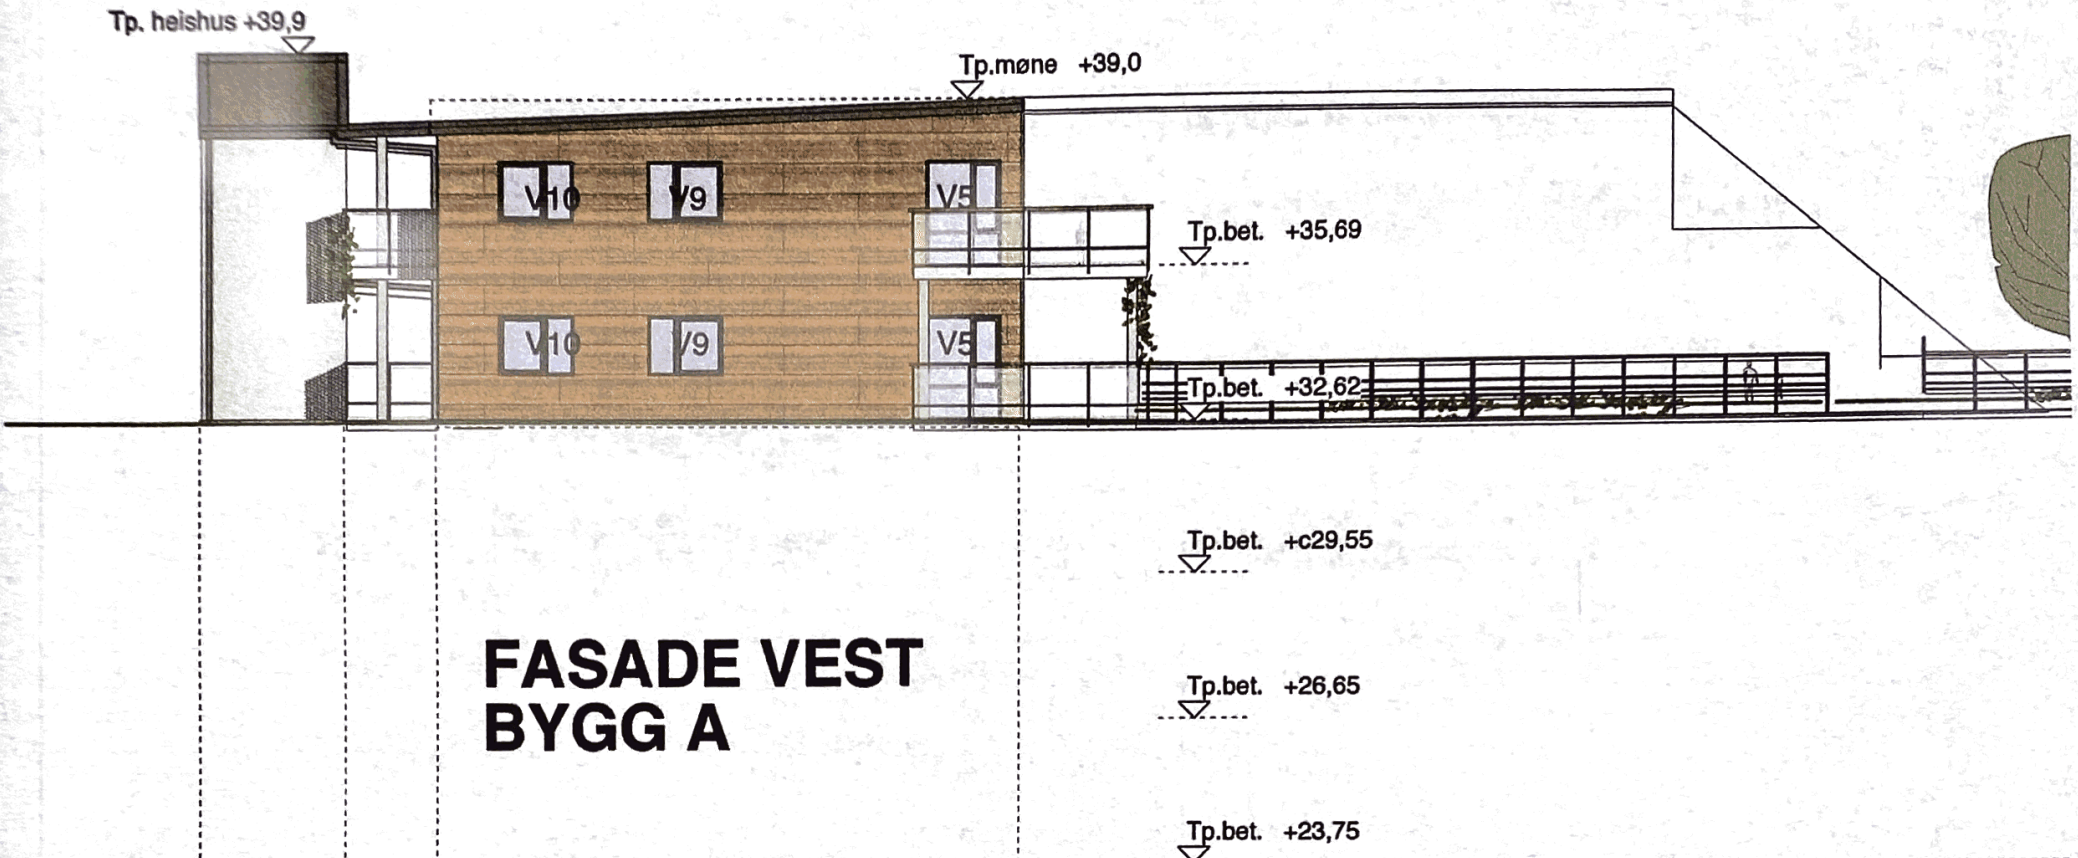 Tp. heishus +39,9
Tp.møne +39,0
V10 V9 V5
Tp.bet. +35,69
V10 V9 V5
Tp.bet. +32,62
Tp.bet. +c29,55
FASADE VEST
BYGG A
Tp.bet. +26,65
Tp.bet. +23,75